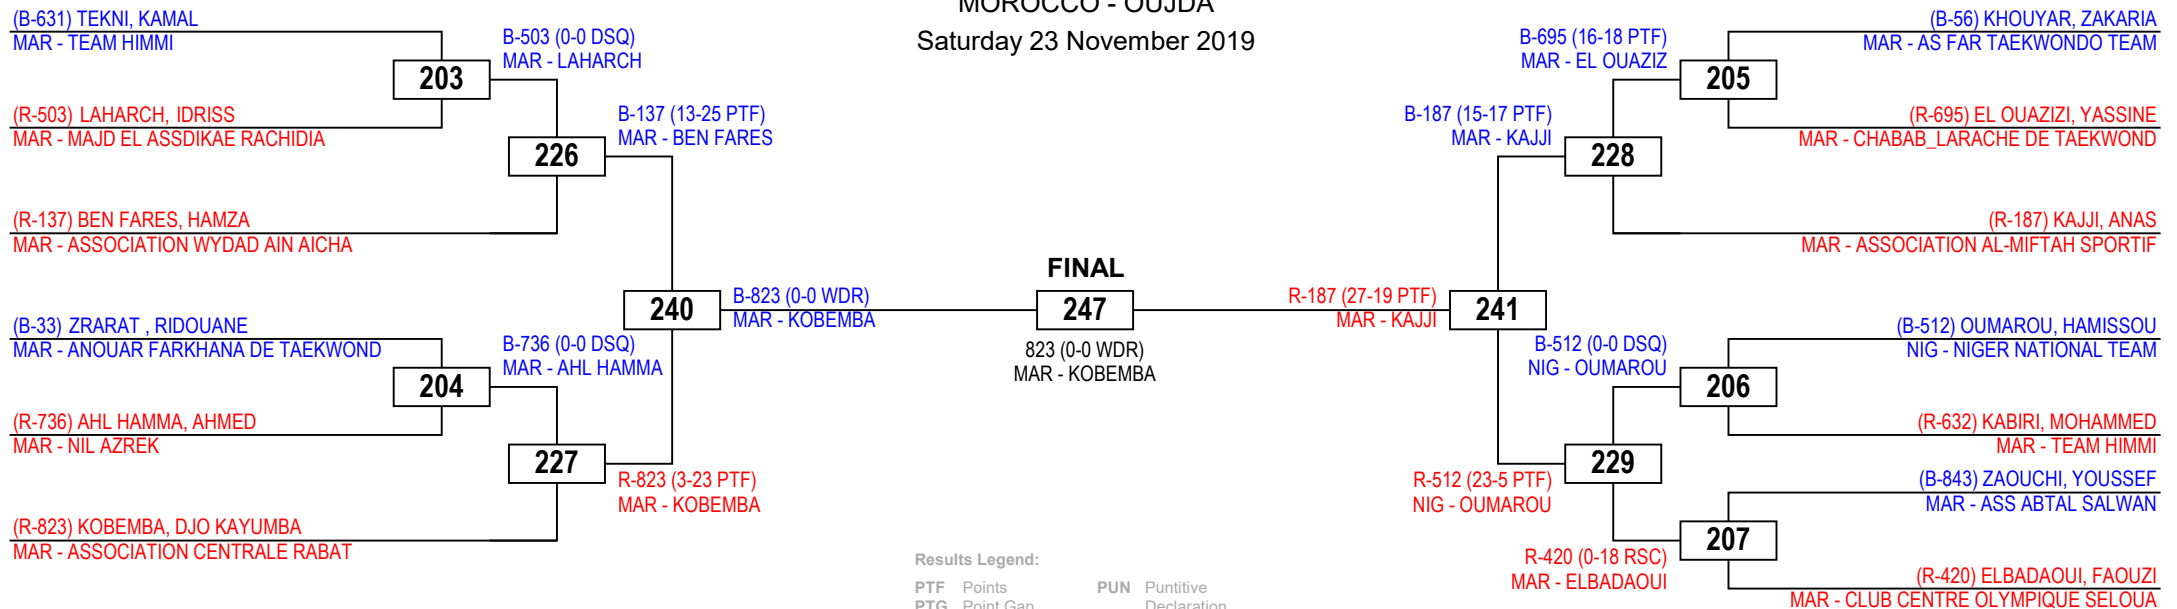 MOROCCO - OUJDA
Saturday 23 November 2019
(B-631) TEKNI, KAMAL
MAR - TEAM HIMMI
203
(R-503) LAHARCH, IDRISS
MAR - MAJD EL ASSDIKAE RACHIDIA
B-503 (0-0 DSQ)
MAR - LAHARCH
226
B-137 (13-25 PTF)
MAR - BEN FARES
(R-137) BEN FARES, HAMZA
MAR - ASSOCIATION WYDAD AIN AICHA
240
B-823 (0-0 WDR)
MAR - KOBEMBA
(B-33) ZRARAT , RIDOUANE
MAR - ANOUAR FARKHANA DE TAEKWOND
204
(R-736) AHL HAMMA, AHMED
MAR - NIL AZREK
B-736 (0-0 DSQ)
MAR - AHL HAMMA
227
R-823 (3-23 PTF)
MAR - KOBEMBA
(R-823) KOBEMBA, DJO KAYUMBA
MAR - ASSOCIATION CENTRALE RABAT
FINAL
247
823 (0-0 WDR)
MAR - KOBEMBA
R-187 (27-19 PTF)
MAR - KAJJI
241
B-187 (15-17 PTF)
MAR - KAJJI
228
B-695 (16-18 PTF)
MAR - EL OUAZIZ
205
(B-56) KHOUYAR, ZAKARIA
MAR - AS FAR TAEKWONDO TEAM
(R-695) EL OUAZIZI, YASSINE
MAR - CHABAB_LARACHE DE TAEKWOND
(R-187) KAJJI, ANAS
MAR - ASSOCIATION AL-MIFTAH SPORTIF
B-512 (0-0 DSQ)
NIG - OUMAROU
206
(B-512) OUMAROU, HAMISSOU
NIG - NIGER NATIONAL TEAM
(R-632) KABIRI, MOHAMMED
MAR - TEAM HIMMI
229
R-512 (23-5 PTF)
NIG - OUMAROU
(B-843) ZAOUCHI, YOUSSEF
MAR - ASS ABTAL SALWAN
207
R-420 (0-18 RSC)
MAR - ELBADAOUI
(R-420) ELBADAOUI, FAOUZI
MAR - CLUB CENTRE OLYMPIQUE SELOUA
Results Legend:
PTF Points PUN Puntitive
PTG Point Gap Declaration